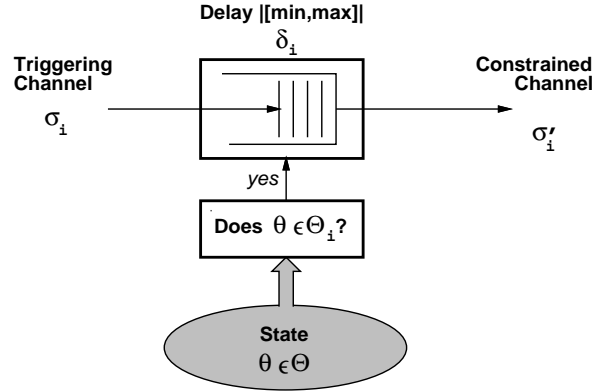 Delay |[min,max]|
δi
Triggering
Channel
σi
Constrained
Channel
σ′i
yes
Does θ ϵ Θi?
State
θ ϵ Θ